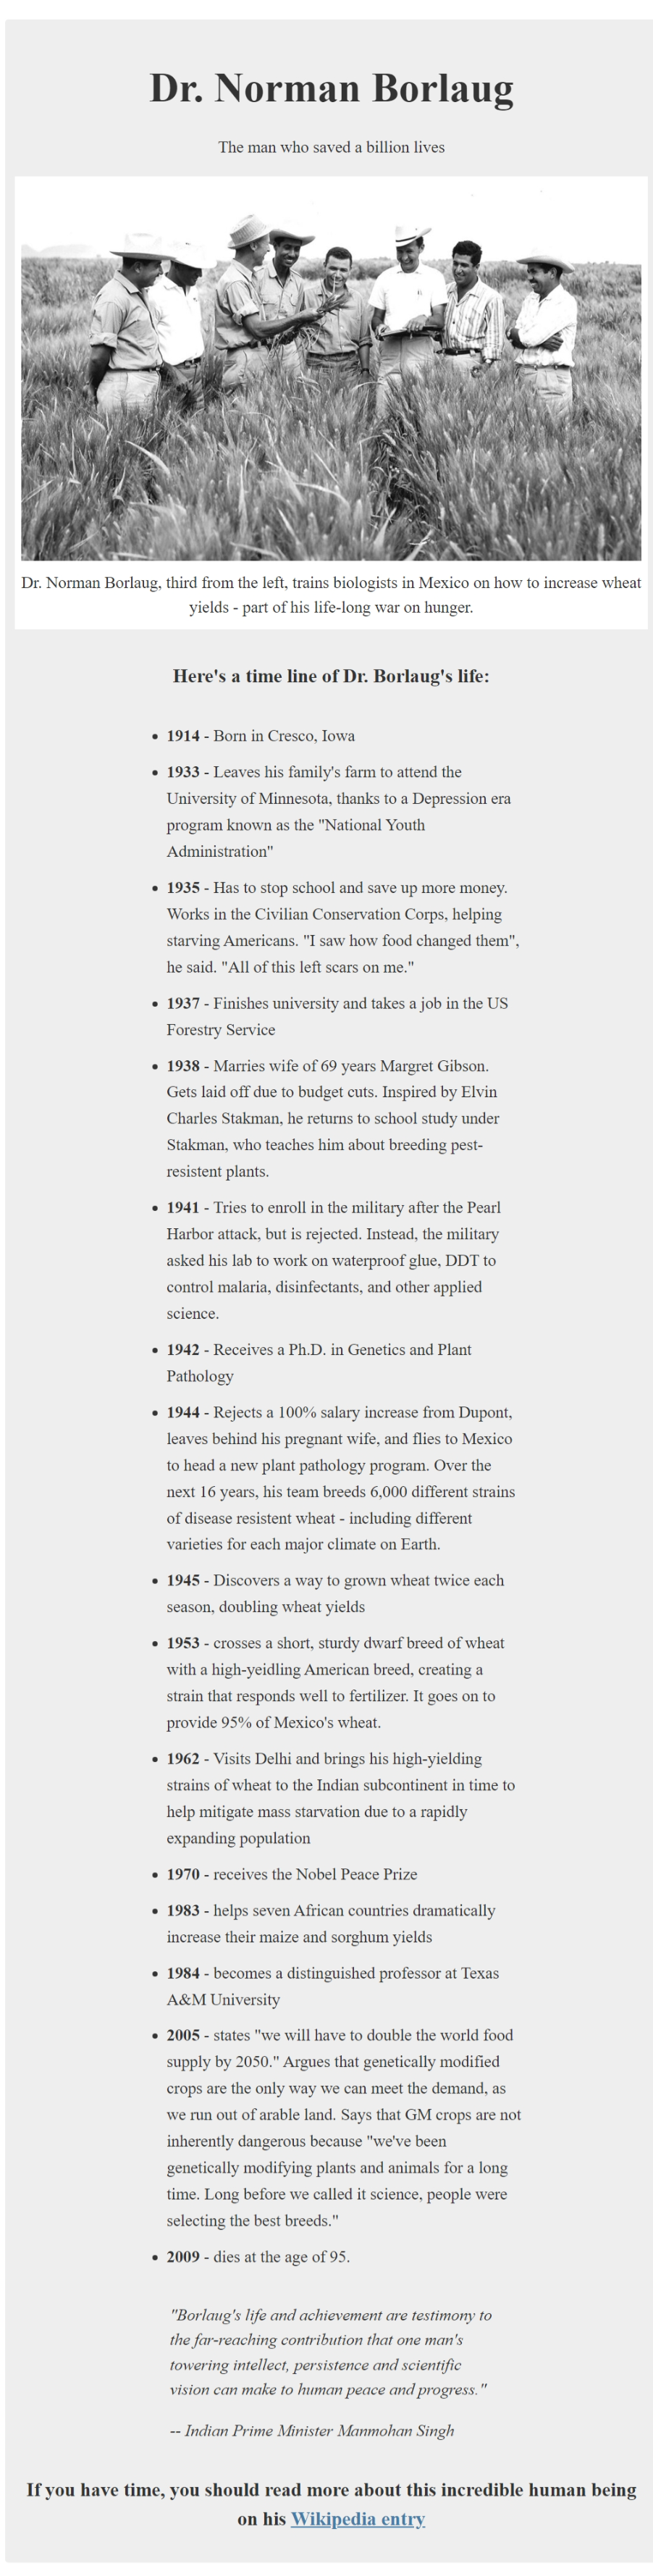 Dr. Norman Borlaug
The man who saved a billion lives
Dr. Norman Borlaug, third from the left, trains biologists in Mexico on how to increase wheat
yields - part of his life-long war on hunger.
Here's a time line of Dr. Borlaug's life:
• 1914 - Born in Cresco, Iowa
• 1933 - Leaves his family's farm to attend the
University of Minnesota, thanks to a Depression era
program known as the "National Youth
Administration"
• 1935 - Has to stop school and save up more money.
Works in the Civilian Conservation Corps, helping
starving Americans. "I saw how food changed them",
he said. "All of this left scars on me."
• 1937 - Finishes university and takes a job in the US
Forestry Service
• 1938 - Marries wife of 69 years Margret Gibson.
Gets laid off due to budget cuts. Inspired by Elvin
Charles Stakman, he returns to school study under
Stakman, who teaches him about breeding pest-
resistent plants.
• 1941 - Tries to enroll in the military after the Pearl
Harbor attack, but is rejected. Instead, the military
asked his lab to work on waterproof glue, DDT to
control malaria, disinfectants, and other applied
science.
• 1942 - Receives a Ph.D. in Genetics and Plant
Pathology
• 1944 - Rejects a 100% salary increase from Dupont,
leaves behind his pregnant wife, and flies to Mexico
to head a new plant pathology program. Over the
next 16 years, his team breeds 6,000 different strains
of disease resistent wheat - including different
varieties for each major climate on Earth.
• 1945 - Discovers a way to grown wheat twice each
season, doubling wheat yields
• 1953 - crosses a short, sturdy dwarf breed of wheat
with a high-yeidling American breed, creating a
strain that responds well to fertilizer. It goes on to
provide 95% of Mexico's wheat.
• 1962 - Visits Delhi and brings his high-yielding
strains of wheat to the Indian subcontinent in time to
help mitigate mass starvation due to a rapidly
expanding population
• 1970 - receives the Nobel Peace Prize
• 1983 - helps seven African countries dramatically
increase their maize and sorghum yields
• 1984 - becomes a distinguished professor at Texas
A&M University
• 2005 - states "we will have to double the world food
supply by 2050." Argues that genetically modified
crops are the only way we can meet the demand, as
we run out of arable land. Says that GM crops are not
inherently dangerous because "we've been
genetically modifying plants and animals for a long
time. Long before we called it science, people were
selecting the best breeds."
• 2009 - dies at the age of 95.
"Borlaug's life and achievement are testimony to
the far-reaching contribution that one man's
towering intellect, persistence and scientific
vision can make to human peace and progress."
-- Indian Prime Minister Manmohan Singh
If you have time, you should read more about this incredible human being
on his Wikipedia entry